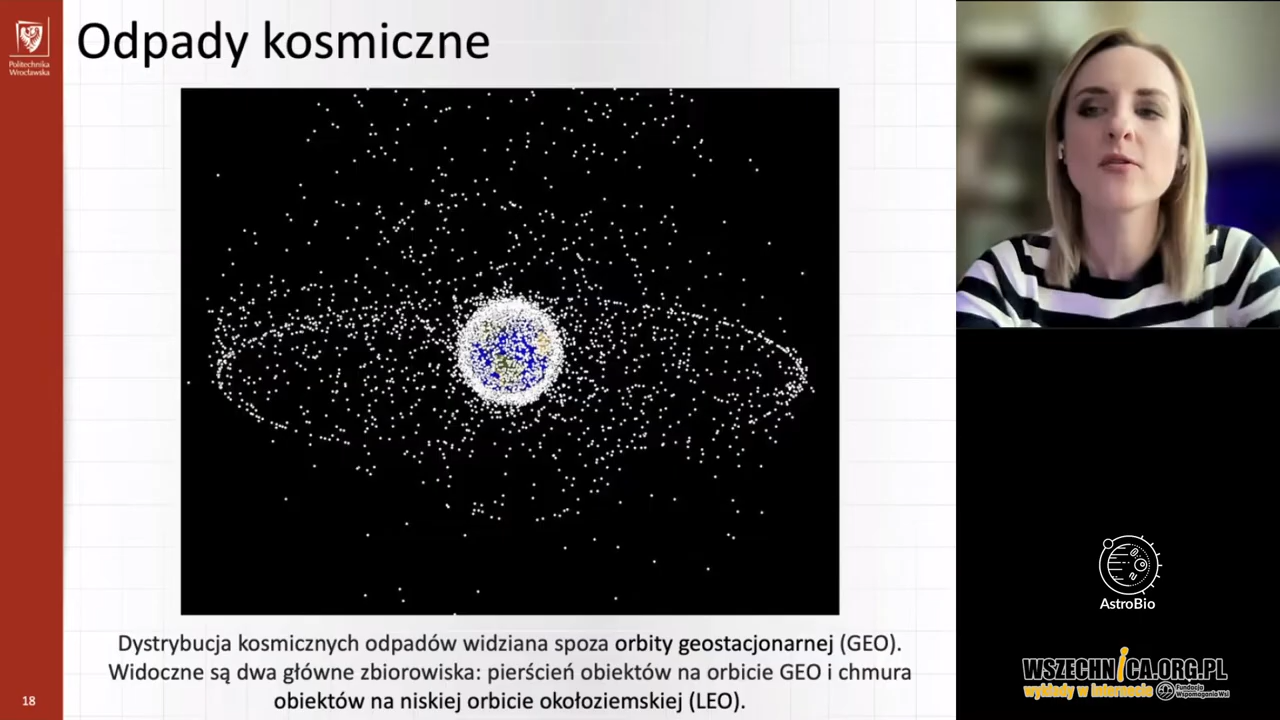 Politechnika
Wrocławska
Odpady kosmiczne
Dystrybucja kosmicznych odpadów widziana spoza orbity geostacjonarnej (GEO).
Widoczne są dwa główne zbiorowiska: pierścień obiektów na orbicie GEO i chmura
obiektów na niskiej orbicie okołoziemskiej (LEO).
18
AstroBio
WSZECHNICA.ORG.PL
wykłady w internecie
Fundacja
Wspomagania Wsi